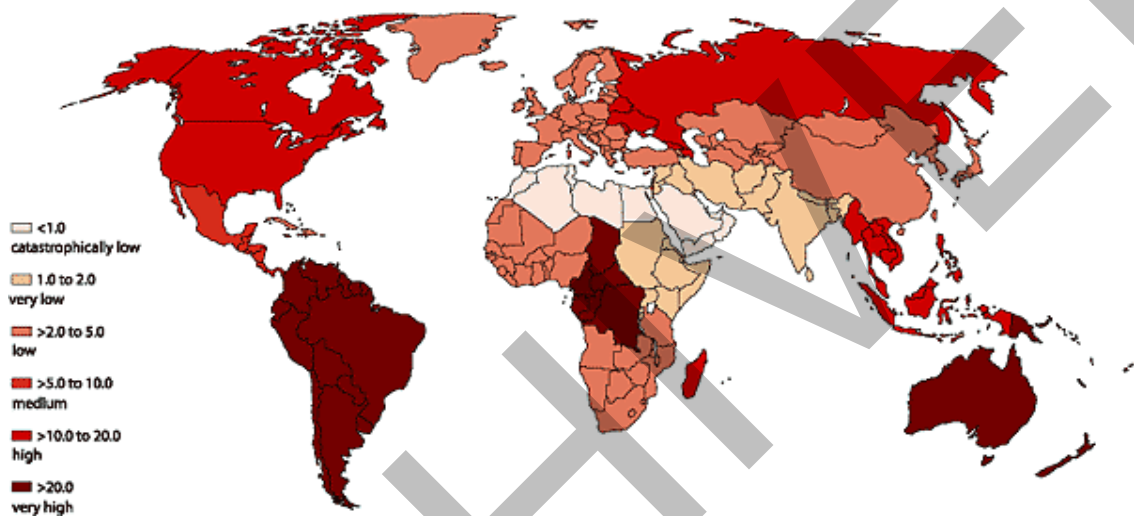 <1.0
catastrophically low
1.0 to 2.0
very low
>2.0 to 5.0
low
>5.0 to 10.0
medium
>10.0 to 20.0
high
>20.0
very high